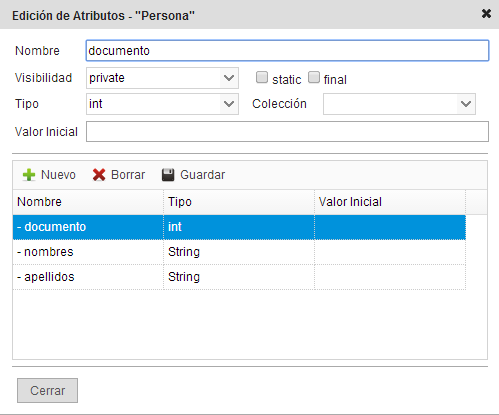 Edición de Atributos - "Persona"
Nombre documento
Visibilidad private static final
Tipo int Colección
Valor Inicial
Nuevo Borrar Guardar
Nombre Tipo Valor Inicial
- documento int
- nombres String
- apellidos String
Cerrar